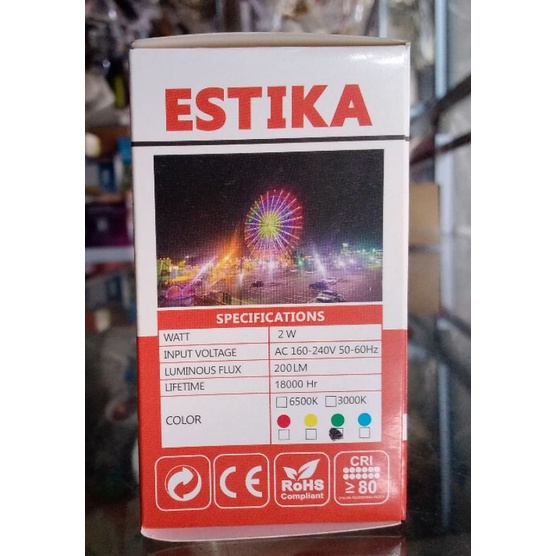 ESTIKA
SPECIFICATIONS
WATT 2 W
INPUT VOLTAGE AC 160-240V 50-60Hz
LUMINOUS FLUX 200LM
LIFETIME 18000 Hr
COLOR 6500K 3000K
CE
RoHS
Compliant
CRI
≥ 80